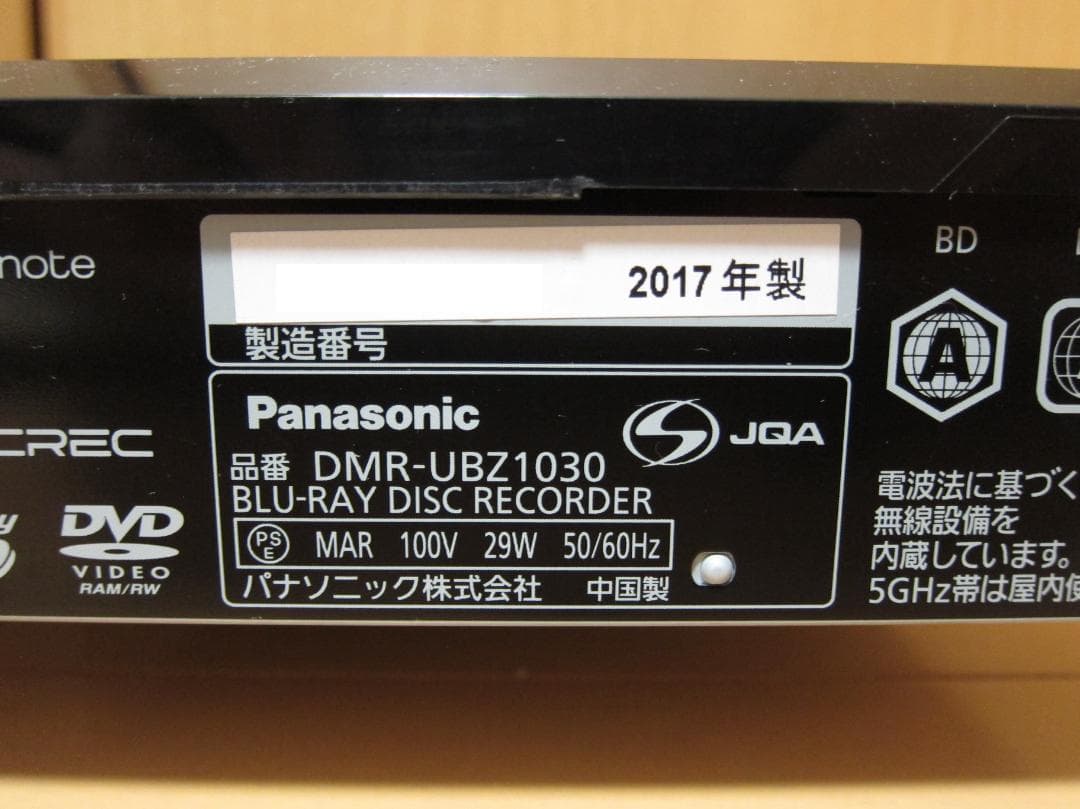 note
2017 年製
製造番号
BD
A
Panasonic
JQA
CREC
品番 DMR-UBZ1030
BLU-RAY DISC RECORDER
PSE MAR 100V 29W 50/60Hz
パナソニック株式会社 中国製
DVD
VIDEO
RAM/RW
電波法に基づく
無線設備を
内蔵しています。
5GHz帯は屋内使